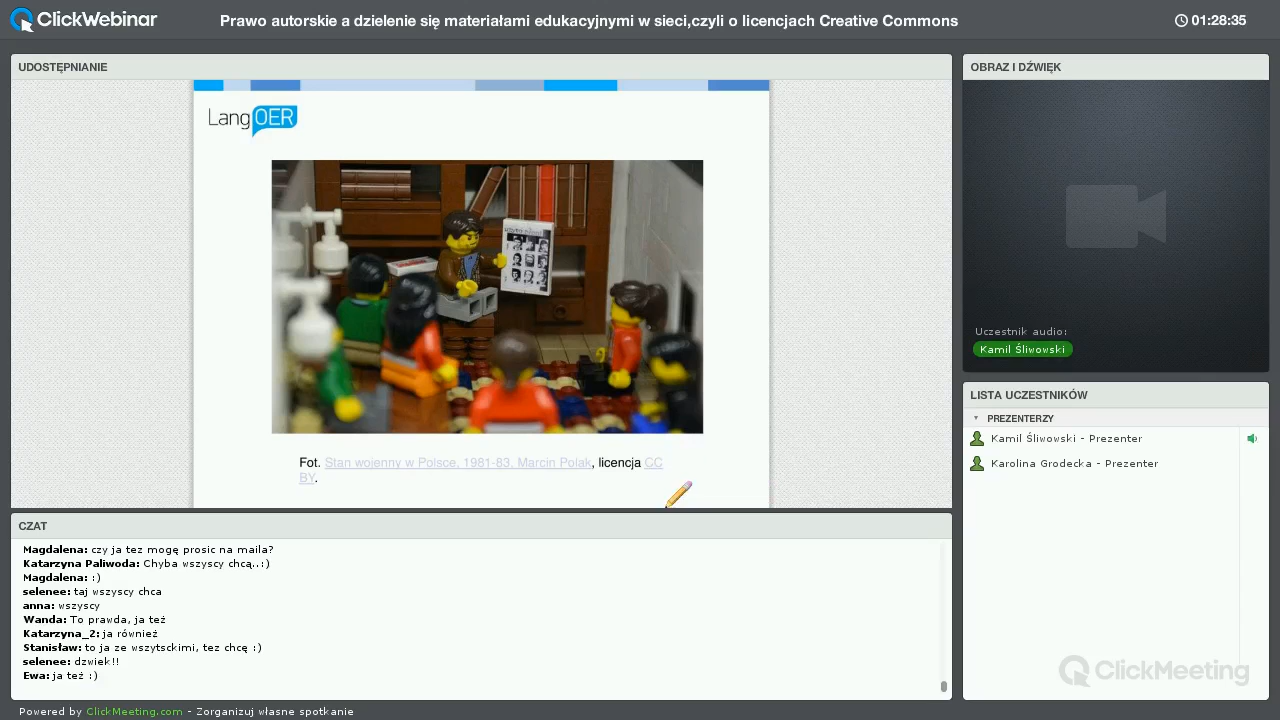 ClickWebinar
Prawo autorskie a dzielenie się materiałami edukacyjnymi w sieci,czyli o licencjach Creative Commons
01:28:35
UDOSTĘPNIANIE
LangOER
Fot. Stan wojenny w Polsce, 1981-83, Marcin Polak, licencja CC
BY.
CZAT
Magdalena: czy ja tez mogę prosic na maila?
Katarzyna Paliwoda: Chyba wszyscy chcą..:)
Magdalena: :)
selenee: taj wszyscy chca
anna: wszyscy
Wanda: To prawda, ja też
Katarzyna_2: ja również
Stanisław: to ja ze wszytsckimi, tez chcę :)
selenee: dzwiek!!
Ewa: ja też :)
OBRAZ I DŹWIĘK
Uczestnik audio:
Kamil Śliwowski
LISTA UCZESTNIKÓW
PREZENTERZY
Kamil Śliwowski - Prezenter
Karolina Grodecka - Prezenter
ClickMeeting
Powered by ClickMeeting.com - Zorganizuj własne spotkanie